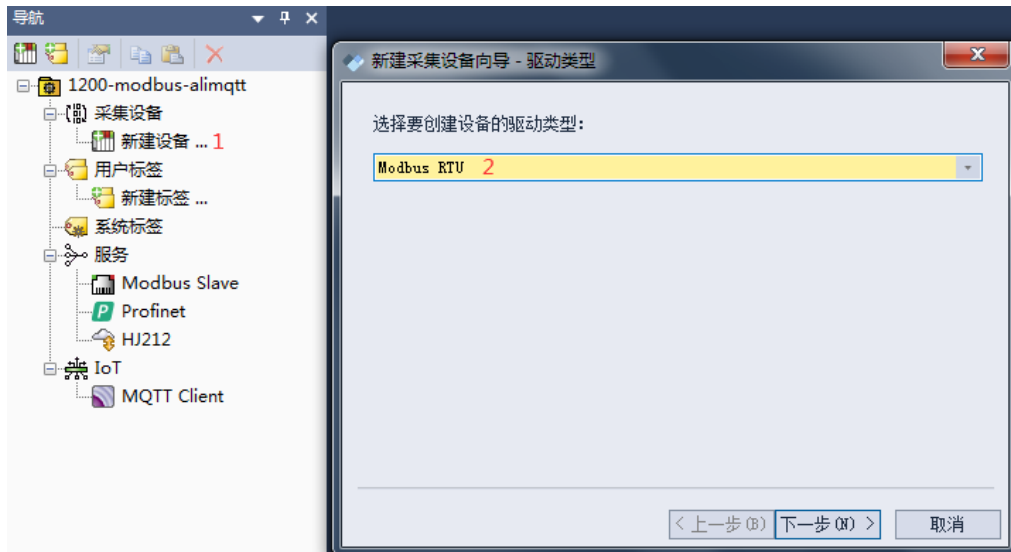 导航
1200-modbus-alimqtt
采集设备
新建设备 ... 1
用户标签
新建标签 ...
系统标签
服务
Modbus Slave
Profinet
HJ212
IoT
MQTT Client
新建采集设备向导 - 驱动类型
选择要创建设备的驱动类型:
Modbus RTU 2
< 上一步(B) 下一步(N) > 取消